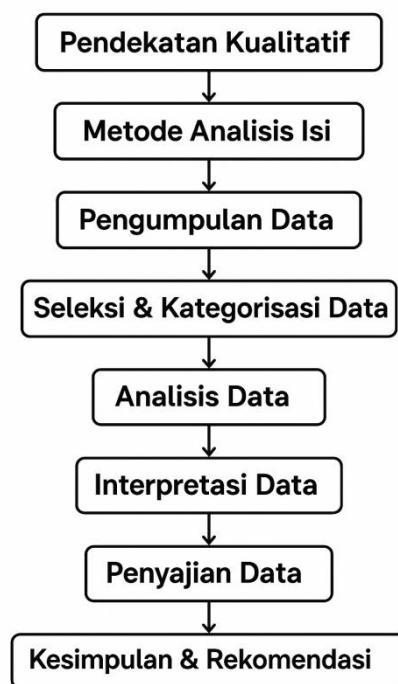 Pendekatan Kualitatif
Metode Analisis Isi
Pengumpulan Data
Seleksi & Kategorisasi Data
Analisis Data
Interpretasi Data
Penyajian Data
Kesimpulan & Rekomendasi